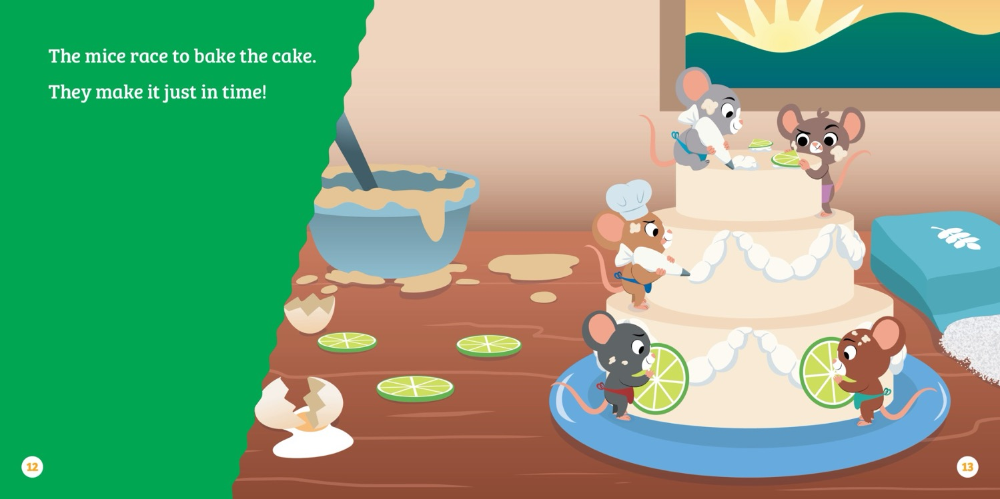 The mice race to bake the cake.
They make it just in time!
12
13